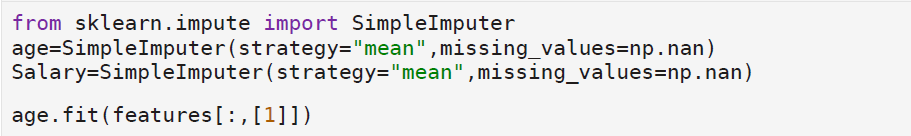 from sklearn.impute import SimpleImputer
age=SimpleImputer(strategy="mean",missing_values=np.nan)
Salary=SimpleImputer(strategy="mean",missing_values=np.nan)
age.fit(features[:,[1]])